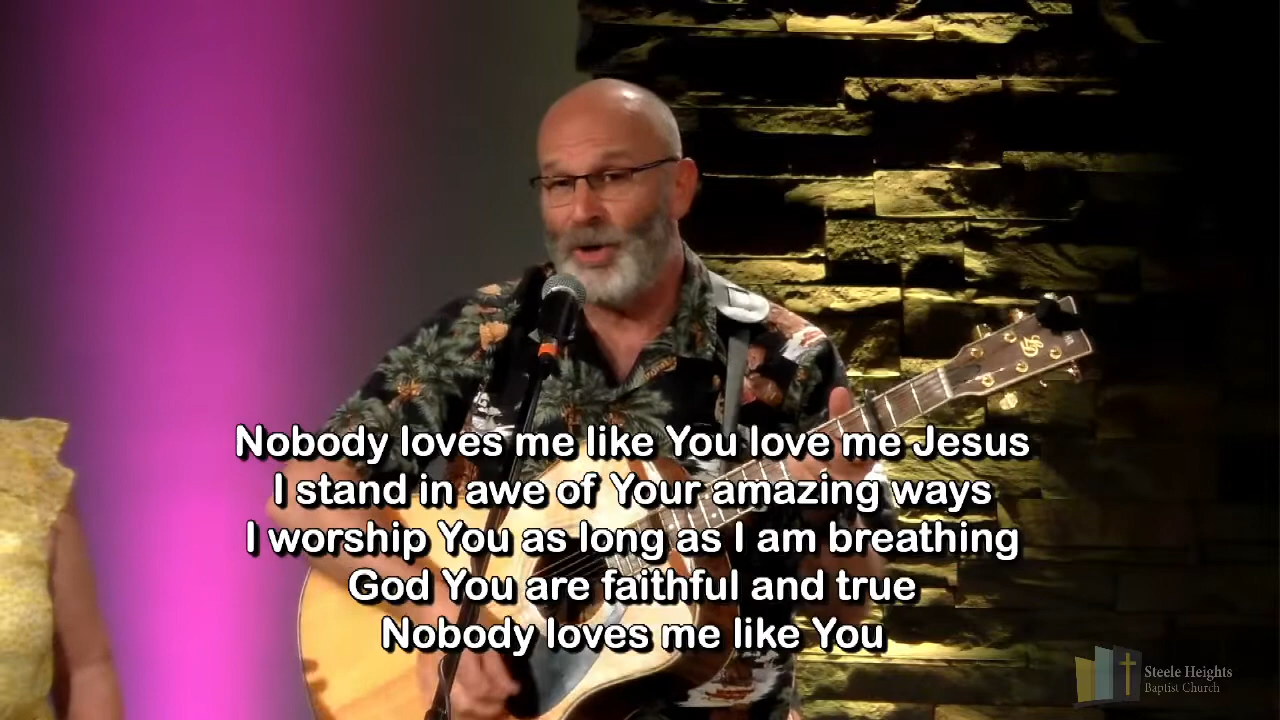 Nobody loves me like You love me Jesus
I stand in awe of Your amazing ways
I worship You as long as I am breathing
God You are faithful and true
Nobody loves me like You
Steele Heights
Baptist Church